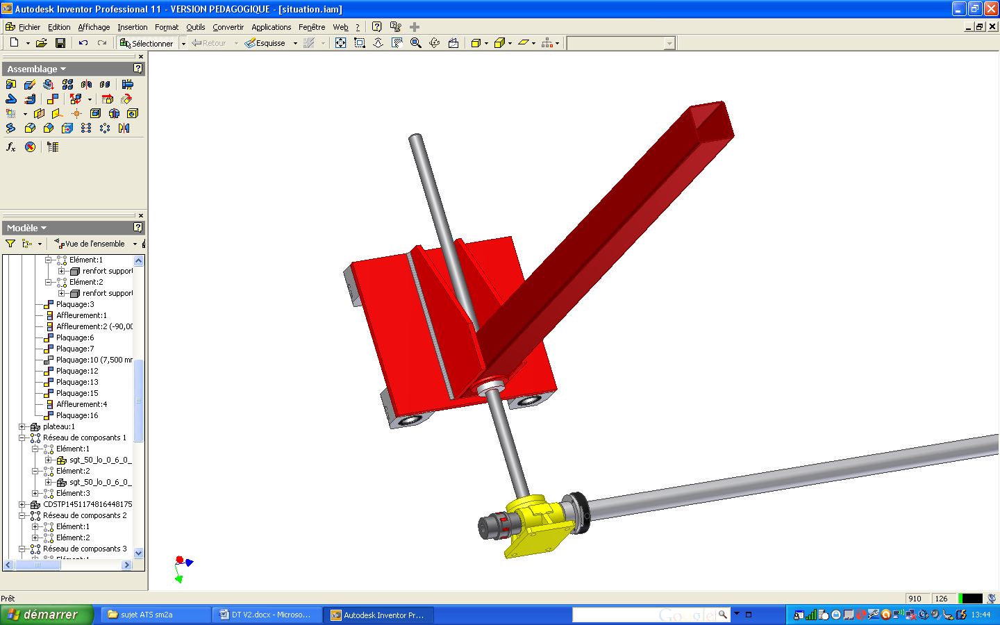 Autodesk Inventor Professional 11 - VERSION PEDAGOGIQUE - [situation.iam]
Fichier Edition Affichage Insertion Format Outils Convertir Applications Fenêtre Web ?
Sélectionner Retour Esquisse
Assemblage
fx
Modèle
Vue de l'ensemble
Elément:1
renfort support
Elément:2
renfort support
Plaquage:3
Affleurement:1
Affleurement:2 (-90,00
Plaquage:6
Plaquage:7
Plaquage:10 (7,500 mm
Plaquage:12
Plaquage:13
Plaquage:15
Affleurement:4
Plaquage:16
plateau:1
Réseau de composants 1
Elément:1
sgt_50_lo_0_6_0_
Elément:2
sgt_50_lo_0_6_0_
Elément:3
CDSTP1451174816448175
Réseau de composants 2
Elément:1
Elément:2
Réseau de composants 3
Prêt
910 126
démarrer
sujet ATS sm2a
DT V2.docx - Microso...
Autodesk Inventor Pr...
Google
13:44